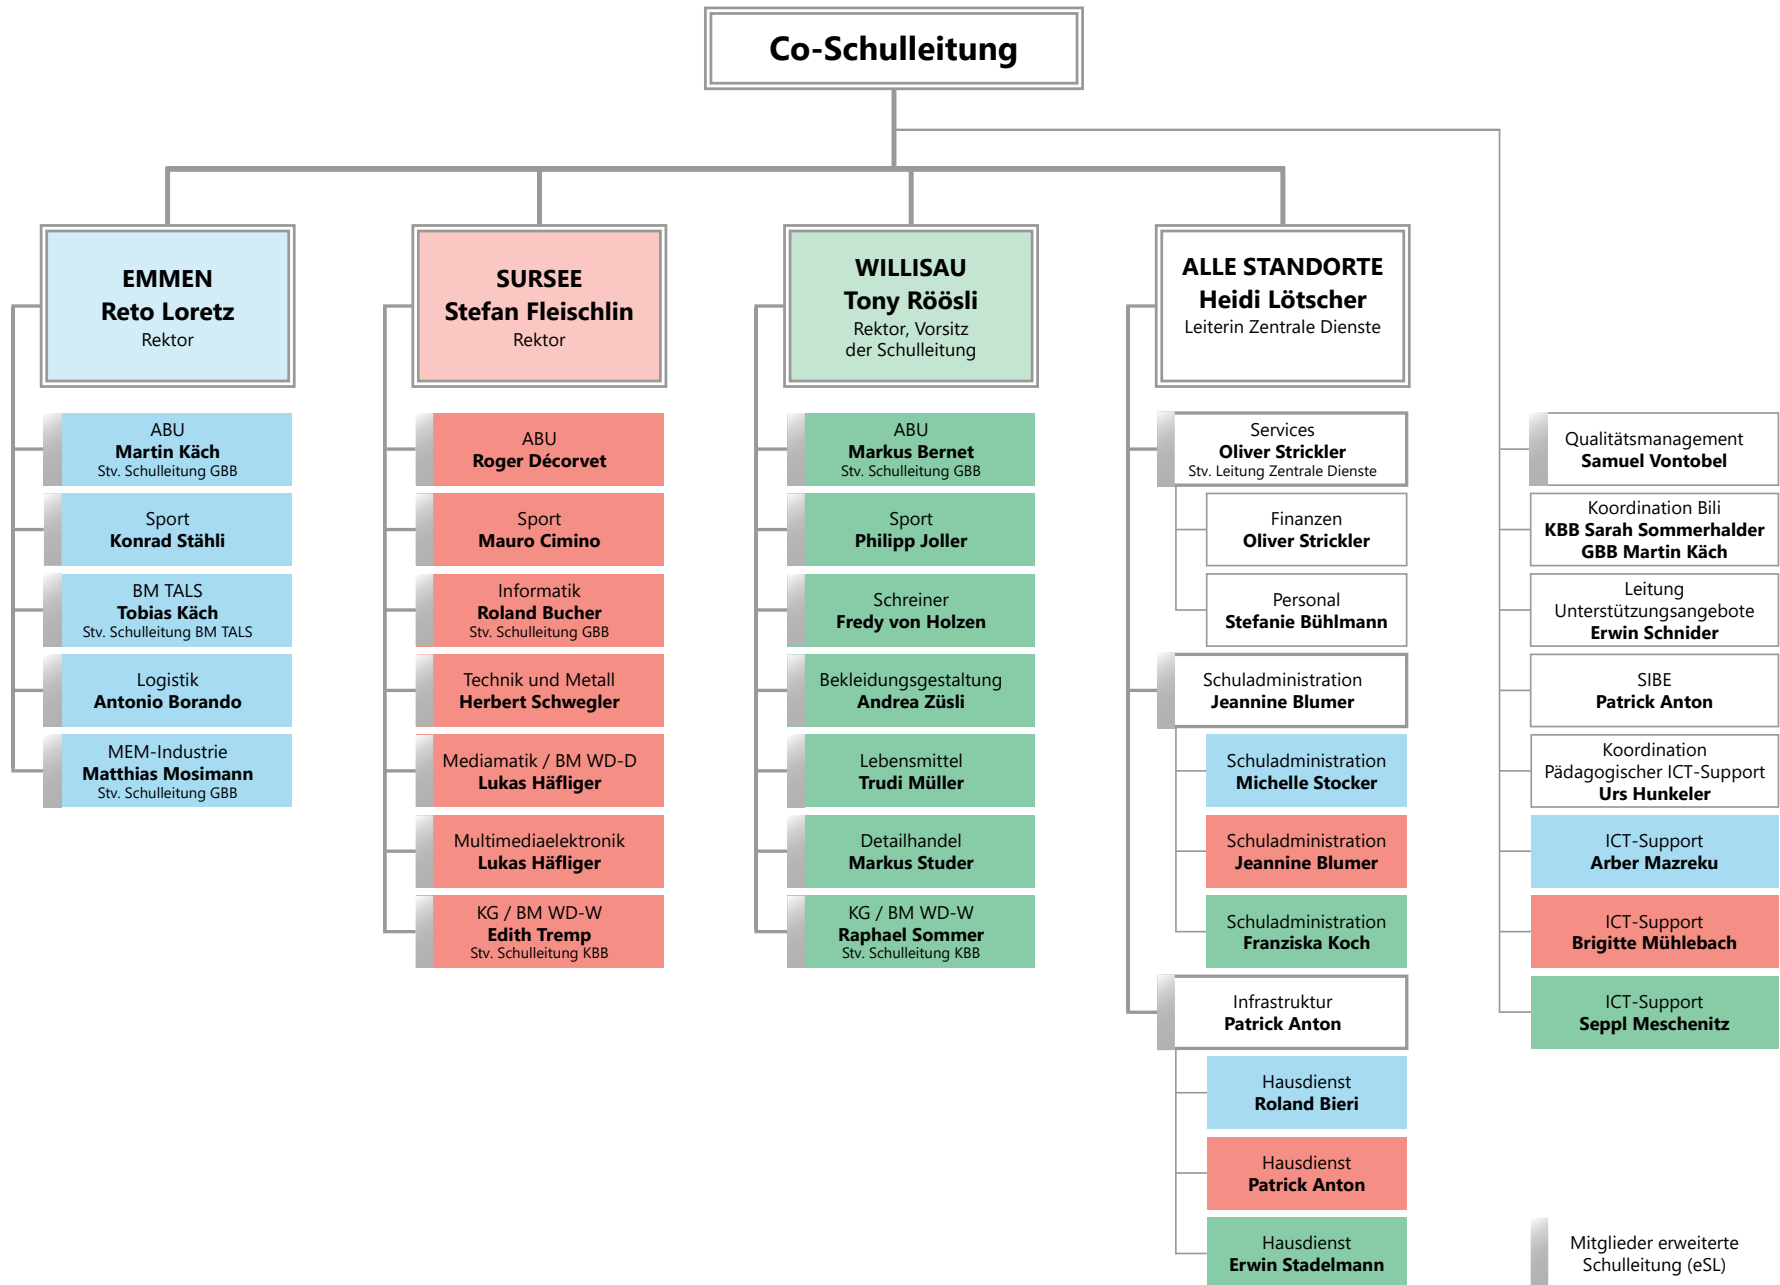 Co-Schulleitung
EMMEN
Reto Loretz
Rektor
ABU
Martin Käch
Stv. Schulleitung GBB
Sport
Konrad Stähli
BM TALS
Tobias Käch
Stv. Schulleitung BM TALS
Logistik
Antonio Borando
MEM-Industrie
Matthias Mosimann
Stv. Schulleitung GBB
SURSEE
Stefan Fleischlin
Rektor
ABU
Roger Décorvet
Sport
Mauro Cimino
Informatik
Roland Bucher
Stv. Schulleitung GBB
Technik und Metall
Herbert Schwegler
Mediamatik / BM WD-D
Lukas Häfliger
Multimediaelektronik
Lukas Häfliger
KG / BM WD-W
Edith Tremp
Stv. Schulleitung KBB
WILLISAU
Tony Röösli
Rektor, Vorsitz
der Schulleitung
ABU
Markus Bernet
Stv. Schulleitung GBB
Sport
Philipp Joller
Schreiner
Fredy von Holzen
Bekleidungsgestaltung
Andrea Züsli
Lebensmittel
Trudi Müller
Detailhandel
Markus Studer
KG / BM WD-W
Raphael Sommer
Stv. Schulleitung KBB
ALLE STANDORTE
Heidi Lötscher
Leiterin Zentrale Dienste
Services
Oliver Strickler
Stv. Leitung Zentrale Dienste
Finanzen
Oliver Strickler
Personal
Stefanie Bühlmann
Schuladministration
Jeannine Blumer
Schuladministration
Michelle Stocker
Schuladministration
Jeannine Blumer
Schuladministration
Franziska Koch
Infrastruktur
Patrick Anton
Hausdienst
Roland Bieri
Hausdienst
Patrick Anton
Hausdienst
Erwin Stadelmann
Qualitätsmanagement
Samuel Vontobel
Koordination Bili
KBB Sarah Sommerhalder
GBB Martin Käch
Leitung
Unterstützungsangebote
Erwin Schnider
SIBE
Patrick Anton
Koordination
Pädagogischer ICT-Support
Urs Hunkeler
ICT-Support
Arber Mazreku
ICT-Support
Brigitte Mühlebach
ICT-Support
Seppl Meschenitz
Mitglieder erweiterte
Schulleitung (eSL)